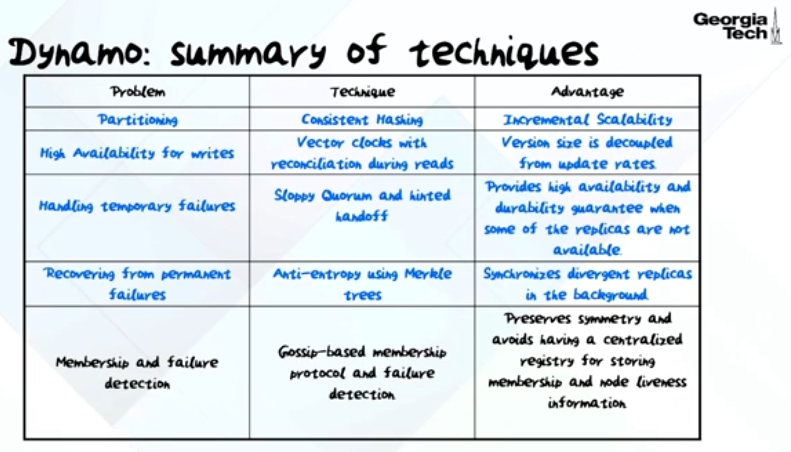 Georgia
Tech
Dynamo: summary of techniques
Problem
Technique
Advantage
Partitioning
Consistent Hashing
Incremental Scalability
High Availability for writes
Vector clocks with
reconciliation during reads
Version size is decoupled
from update rates.
Handling temporary failures
Sloppy Quorum and hinted
handoff
Provides high availability and
durability guarantee when
some of the replicas are not
available.
Recovering from permanent
failures
Anti-entropy using Merkle
trees
Synchronizes divergent replicas
in the background.
Membership and failure
detection
Gossip-based membership
protocol and failure
detection.
Preserves symmetry and
avoids having a centralized
registry for storing
membership and node liveness
information.